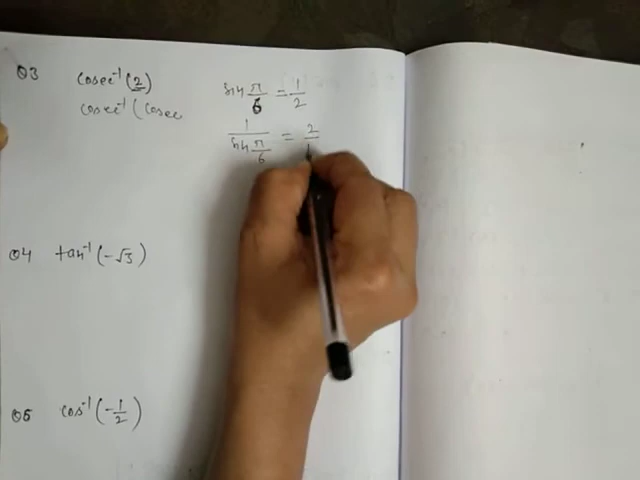 Q3 cosec⁻¹(2) sin π/6 = 1/2
cosec⁻¹(cosec
1/(sin π/6) = 2/1
Q4 tan⁻¹(-√3)
Q5 cos⁻¹(-1/2)